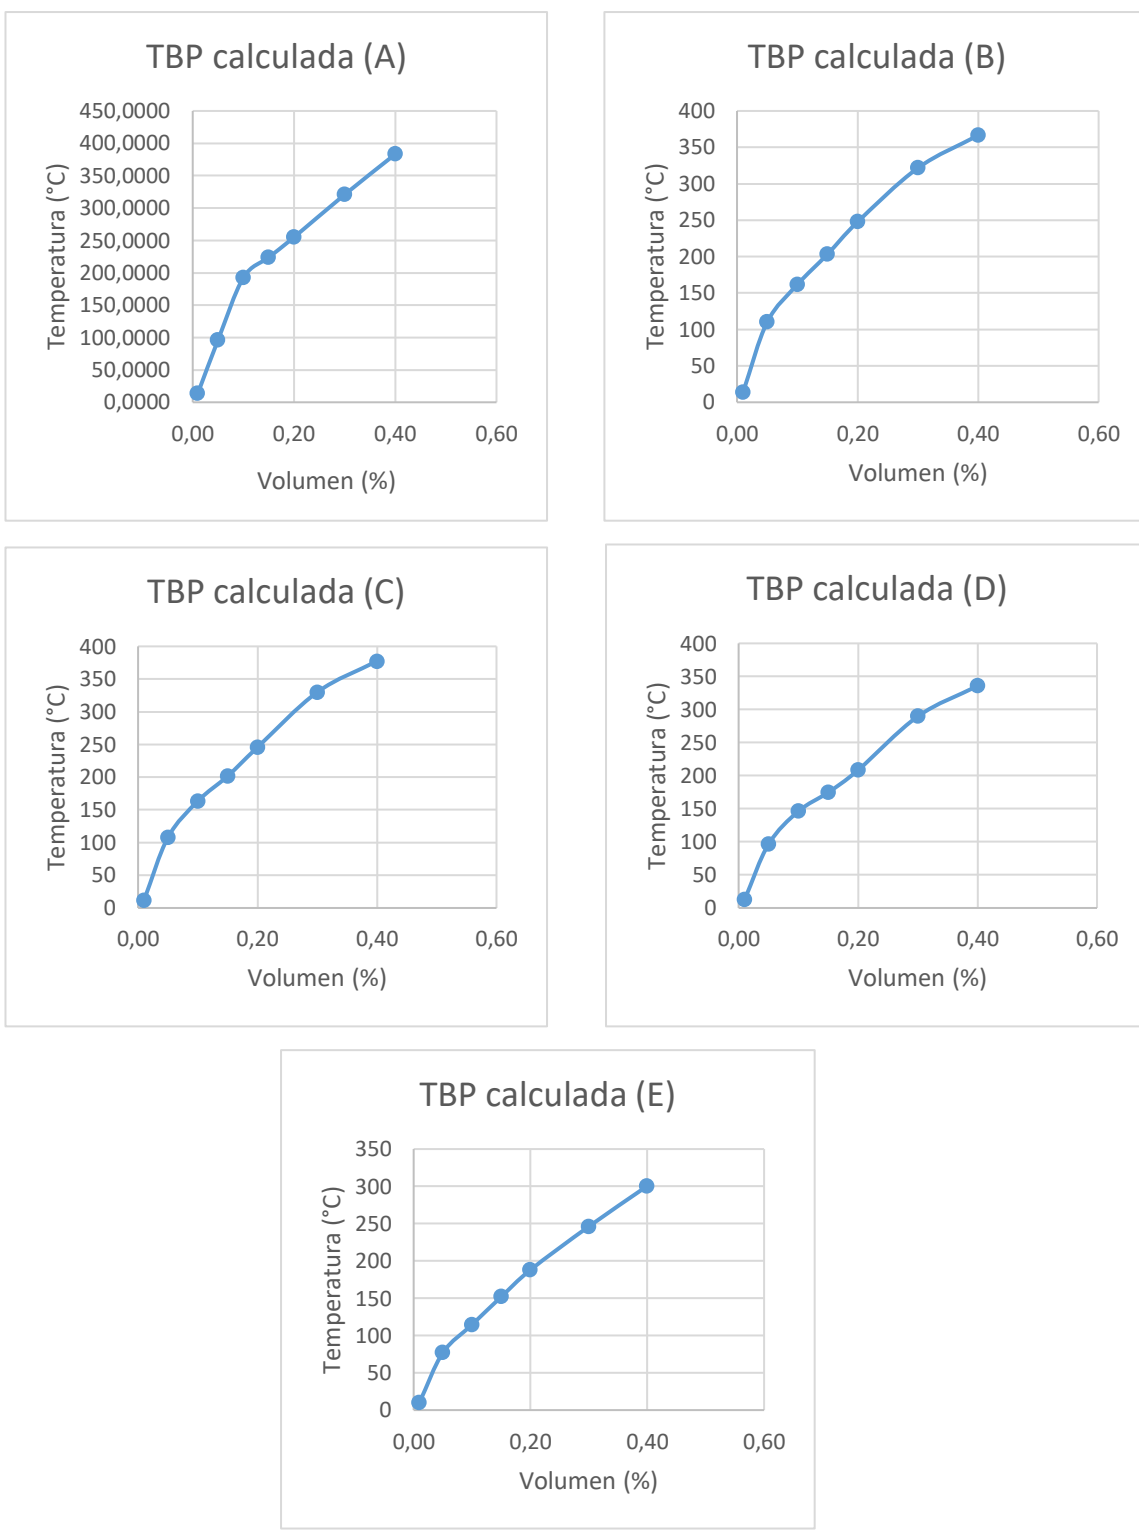 TBP calculada (A)
450,0000
400,0000
350,0000
300,0000
250,0000
200,0000
150,0000
100,0000
50,0000
0,0000
Temperatura (°C)
0,00 0,20 0,40 0,60
Volumen (%)
TBP calculada (B)
400
350
300
250
200
150
100
50
0
Temperatura (°C)
0,00 0,20 0,40 0,60
Volumen (%)
TBP calculada (C)
400
350
300
250
200
150
100
50
0
Temperatura (°C)
0,00 0,20 0,40 0,60
Volumen (%)
TBP calculada (D)
400
350
300
250
200
150
100
50
0
Temperatura (°C)
0,00 0,20 0,40 0,60
Volumen (%)
TBP calculada (E)
350
300
250
200
150
100
50
0
Temperatura (°C)
0,00 0,20 0,40 0,60
Volumen (%)